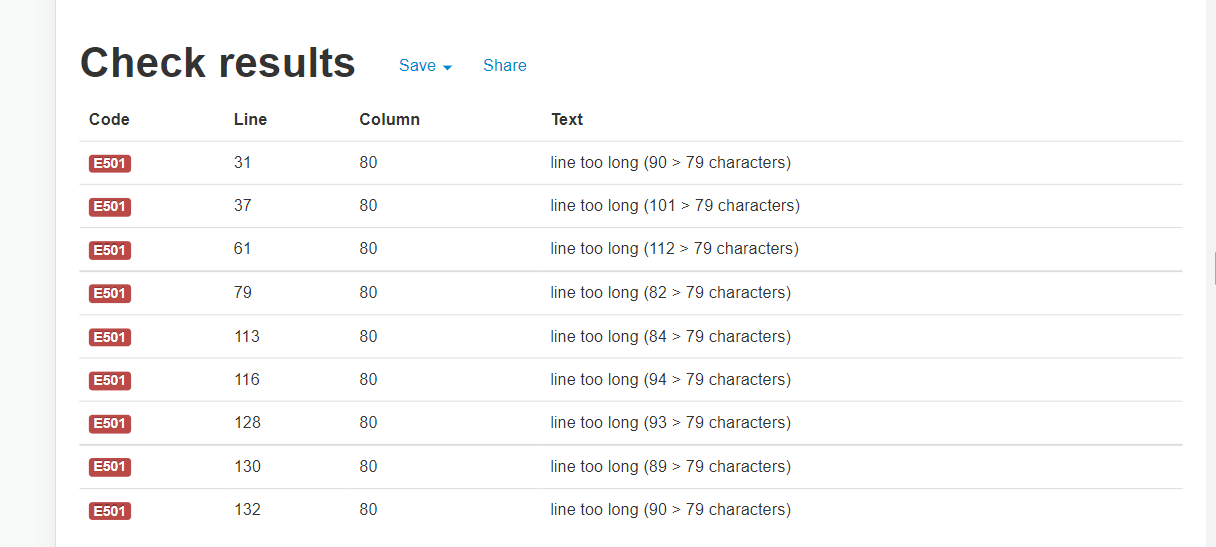 Check results Save Share
Code Line Column Text
E501 31 80 line too long (90 > 79 characters)
E501 37 80 line too long (101 > 79 characters)
E501 61 80 line too long (112 > 79 characters)
E501 79 80 line too long (82 > 79 characters)
E501 113 80 line too long (84 > 79 characters)
E501 116 80 line too long (94 > 79 characters)
E501 128 80 line too long (93 > 79 characters)
E501 130 80 line too long (89 > 79 characters)
E501 132 80 line too long (90 > 79 characters)